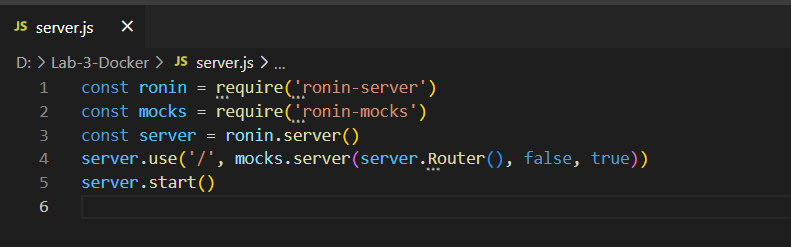 JS server.js ×
D: > Lab-3-Docker > JS server.js > ...
1 const ronin = require('ronin-server')
2 const mocks = require('ronin-mocks')
3 const server = ronin.server()
4 server.use('/', mocks.server(server.Router(), false, true))
5 server.start()
6